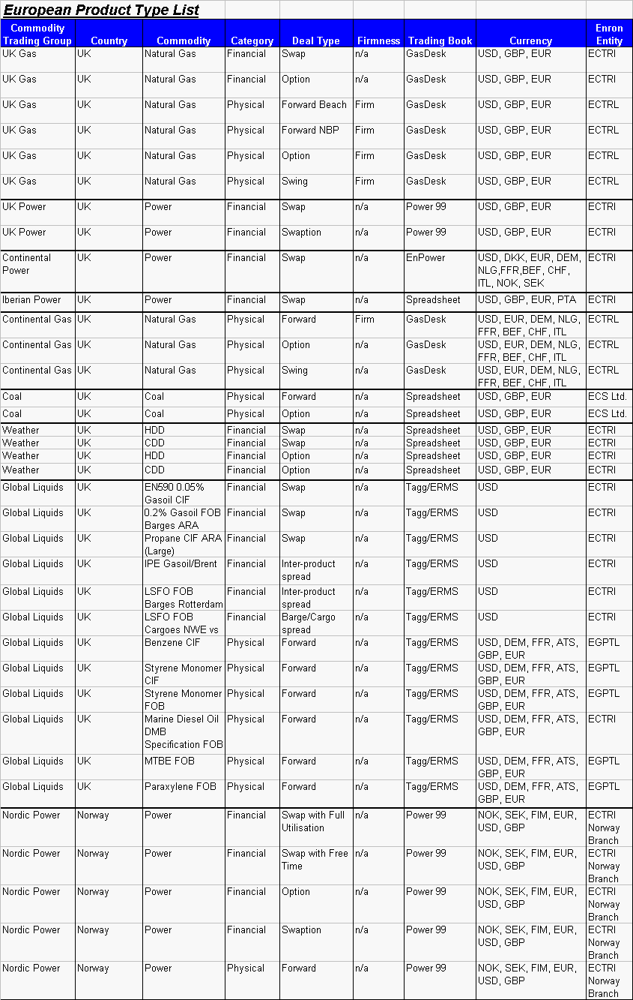 European Product Type List
Commodity Trading Group | Country | Commodity | Category | Deal Type | Firmness | Trading Book | Currency | Enron Entity
UK Gas | UK | Natural Gas | Financial | Swap | n/a | GasDesk | USD, GBP, EUR | ECTRI
UK Gas | UK | Natural Gas | Financial | Option | n/a | GasDesk | USD, GBP, EUR | ECTRI
UK Gas | UK | Natural Gas | Physical | Forward Beach | Firm | GasDesk | USD, GBP, EUR | ECTRL
UK Gas | UK | Natural Gas | Physical | Forward NBP | Firm | GasDesk | USD, GBP, EUR | ECTRL
UK Gas | UK | Natural Gas | Physical | Option | Firm | GasDesk | USD, GBP, EUR | ECTRL
UK Gas | UK | Natural Gas | Physical | Swing | Firm | GasDesk | USD, GBP, EUR | ECTRL
UK Power | UK | Power | Financial | Swap | n/a | Power 99 | USD, GBP, EUR | ECTRI
UK Power | UK | Power | Financial | Swaption | n/a | Power 99 | USD, GBP, EUR | ECTRI
Continental Power | UK | Power | Financial | Swap | n/a | EnPower | USD, DKK, EUR, DEM, NLG,FFR,BEF, CHF, ITL, NOK, SEK | ECTRI
Iberian Power | UK | Power | Financial | Swap | n/a | Spreadsheet | USD, GBP, EUR, PTA | ECTRI
Continental Gas | UK | Natural Gas | Physical | Forward | Firm | GasDesk | USD, EUR, DEM, NLG, FFR, BEF, CHF, ITL | ECTRL
Continental Gas | UK | Natural Gas | Physical | Option | n/a | GasDesk | USD, EUR, DEM, NLG, FFR, BEF, CHF, ITL | ECTRL
Continental Gas | UK | Natural Gas | Physical | Swing | n/a | GasDesk | USD, EUR, DEM, NLG, FFR, BEF, CHF, ITL | ECTRL
Coal | UK | Coal | Physical | Forward | n/a | Spreadsheet | USD, GBP, EUR | ECS Ltd.
Coal | UK | Coal | Physical | Option | n/a | Spreadsheet | USD, GBP, EUR | ECS Ltd.
Weather | UK | HDD | Financial | Swap | n/a | Spreadsheet | USD, GBP, EUR | ECTRI
Weather | UK | CDD | Financial | Swap | n/a | Spreadsheet | USD, GBP, EUR | ECTRI
Weather | UK | HDD | Financial | Option | n/a | Spreadsheet | USD, GBP, EUR | ECTRI
Weather | UK | CDD | Financial | Option | n/a | Spreadsheet | USD, GBP, EUR | ECTRI
Global Liquids | UK | EN590 0.05% Gasoil CIF | Financial | Swap | n/a | Tagg/ERMS | USD | ECTRI
Global Liquids | UK | 0.2% Gasoil FOB Barges ARA | Financial | Swap | n/a | Tagg/ERMS | USD | ECTRI
Global Liquids | UK | Propane CIF ARA (Large) | Financial | Swap | n/a | Tagg/ERMS | USD | ECTRI
Global Liquids | UK | IPE Gasoil/Brent | Financial | Inter-product spread | n/a | Tagg/ERMS | USD | ECTRI
Global Liquids | UK | LSFO FOB Barges Rotterdam | Financial | Inter-product spread | n/a | Tagg/ERMS | USD | ECTRI
Global Liquids | UK | LSFO FOB Cargoes NWE vs | Financial | Barge/Cargo spread | n/a | Tagg/ERMS | USD | ECTRI
Global Liquids | UK | Benzene CIF | Physical | Forward | n/a | Tagg/ERMS | USD, DEM, FFR, ATS, GBP, EUR | EGPTL
Global Liquids | UK | Styrene Monomer CIF | Physical | Forward | n/a | Tagg/ERMS | USD, DEM, FFR, ATS, GBP, EUR | EGPTL
Global Liquids | UK | Styrene Monomer FOB | Physical | Forward | n/a | Tagg/ERMS | USD, DEM, FFR, ATS, GBP, EUR | EGPTL
Global Liquids | UK | Marine Diesel Oil DMB Specification FOB | Physical | Forward | n/a | Tagg/ERMS | USD, DEM, FFR, ATS, GBP, EUR | ECTRI
Global Liquids | UK | MTBE FOB | Physical | Forward | n/a | Tagg/ERMS | USD, DEM, FFR, ATS, GBP, EUR | EGPTL
Global Liquids | UK | Paraxylene FOB | Physical | Forward | n/a | Tagg/ERMS | USD, DEM, FFR, ATS, GBP, EUR | EGPTL
Nordic Power | Norway | Power | Financial | Swap with Full Utilisation | n/a | Power 99 | NOK, SEK, FIM, EUR, USD, GBP | ECTRI Norway Branch
Nordic Power | Norway | Power | Financial | Swap with Free Time | n/a | Power 99 | NOK, SEK, FIM, EUR, USD, GBP | ECTRI Norway Branch
Nordic Power | Norway | Power | Financial | Option | n/a | Power 99 | NOK, SEK, FIM, EUR, USD, GBP | ECTRI Norway Branch
Nordic Power | Norway | Power | Financial | Swaption | n/a | Power 99 | NOK, SEK, FIM, EUR, USD, GBP | ECTRI Norway Branch
Nordic Power | Norway | Power | Physical | Forward | n/a | Power 99 | NOK, SEK, FIM, EUR, USD, GBP | ECTRI Norway Branch